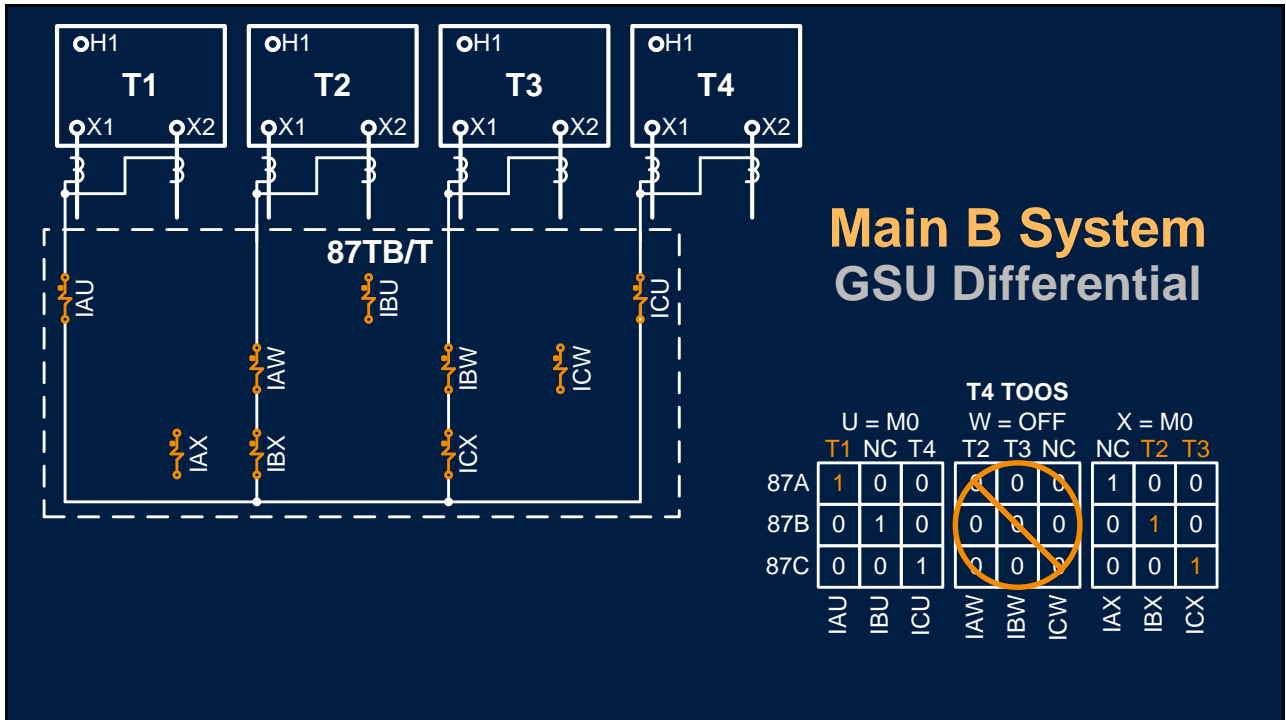 H1 H1 H1 H1
T1 T2 T3 T4
X1 X2 X1 X2 X1 X2 X1 X2
Main B System
GSU Differential
87TB/T
IAU IBU ICU
IAW IBW ICW
IAX IBX ICX
T4 TOOS
U = M0 W = OFF X = M0
T1 NC T4 T2 T3 NC NC T2 T3
87A 1 0 0 0 0 0 1 0 0
87B 0 1 0 0 0 0 0 1 0
87C 0 0 1 0 0 0 0 0 1
IAU IBU ICU IAW IBW ICW IAX IBX ICX